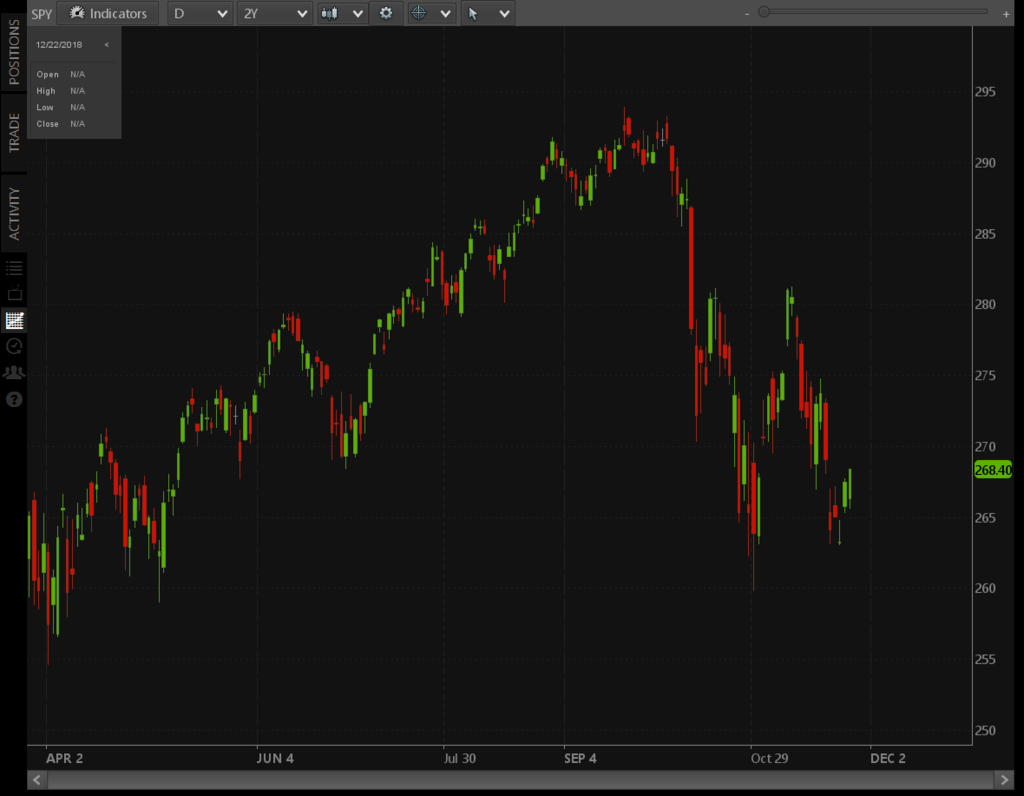 SPY Indicators D 2Y - +
POSITIONS
TRADE
ACTIVITY
12/22/2018 <
Open N/A
High N/A
Low N/A
Close N/A
295
290
285
280
275
270
268.40
265
260
255
250
APR 2 JUN 4 Jul 30 SEP 4 Oct 29 DEC 2